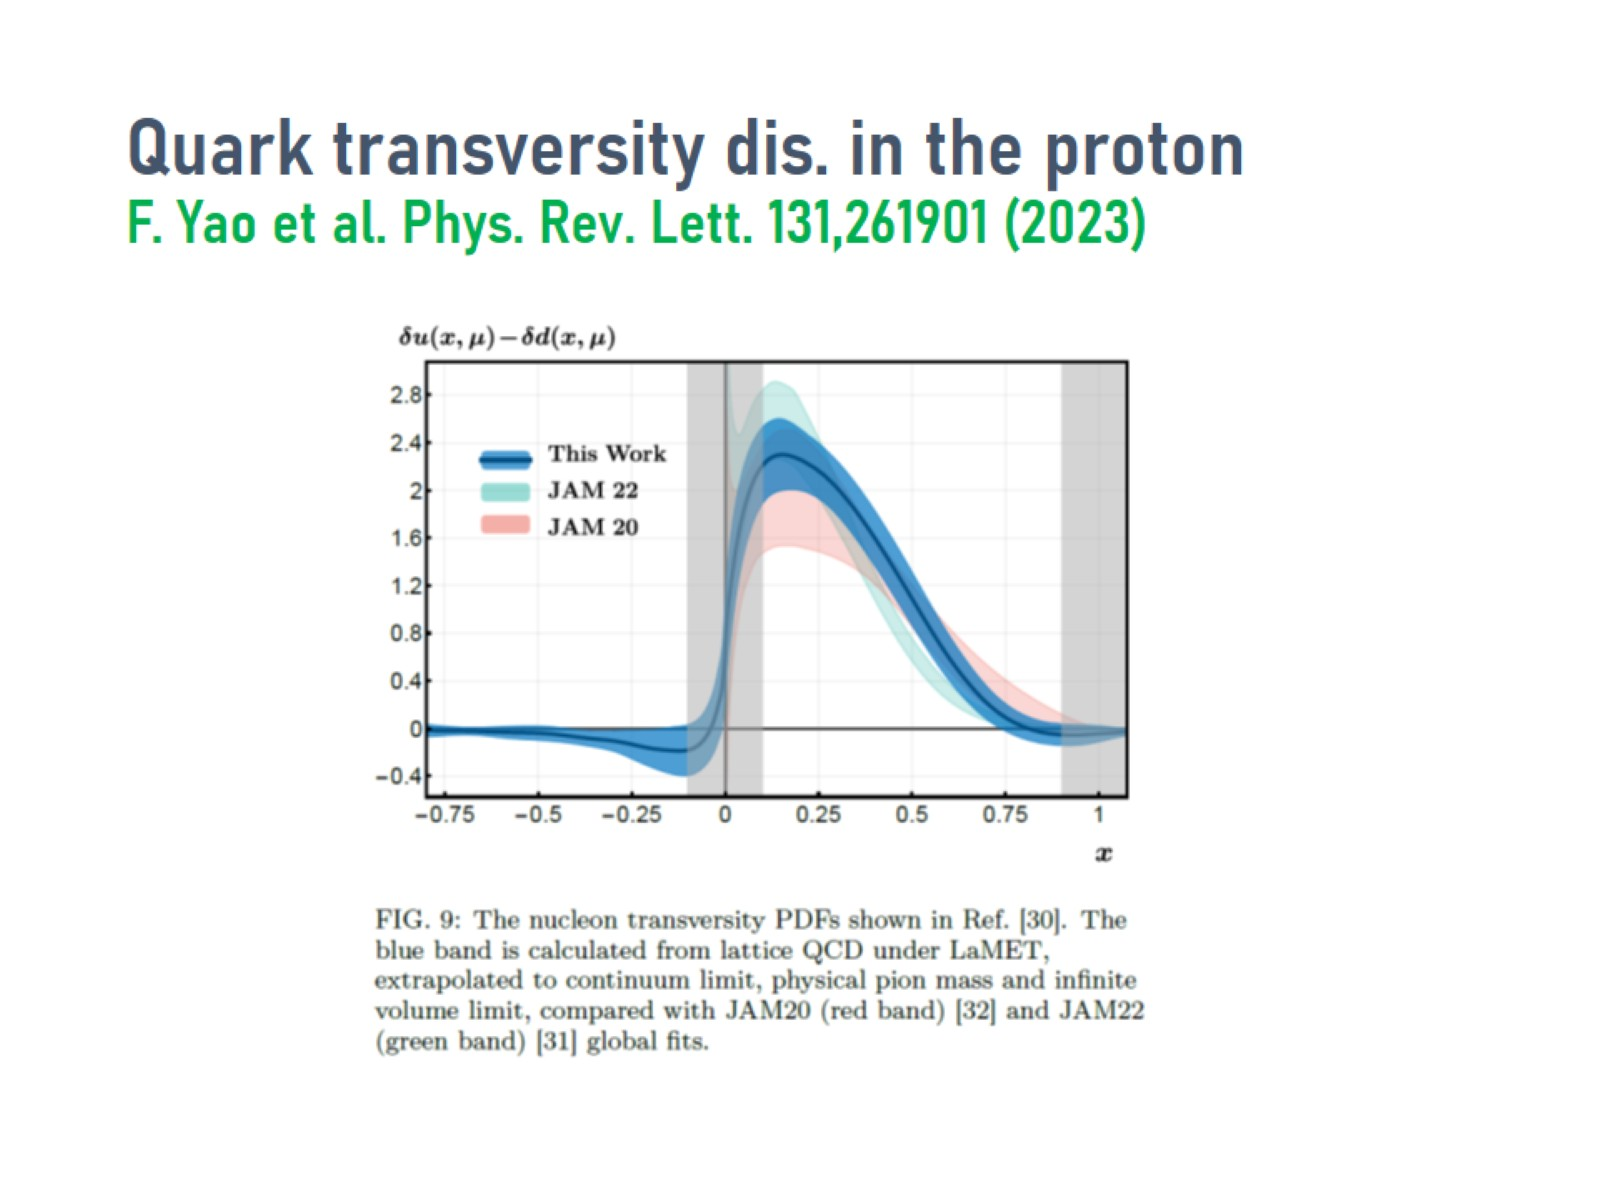 Quark transversity dis. in the proton
F. Yao et al. Phys. Rev. Lett. 131,261901 (2023)
δu(x, μ) − δd(x, μ)
2.8
2.4
2
1.6
1.2
0.8
0.4
0
−0.4
This Work
JAM 22
JAM 20
−0.75 −0.5 −0.25 0 0.25 0.5 0.75 1
x
FIG. 9: The nucleon transversity PDFs shown in Ref. [30]. The
blue band is calculated from lattice QCD under LaMET,
extrapolated to continuum limit, physical pion mass and infinite
volume limit, compared with JAM20 (red band) [32] and JAM22
(green band) [31] global fits.